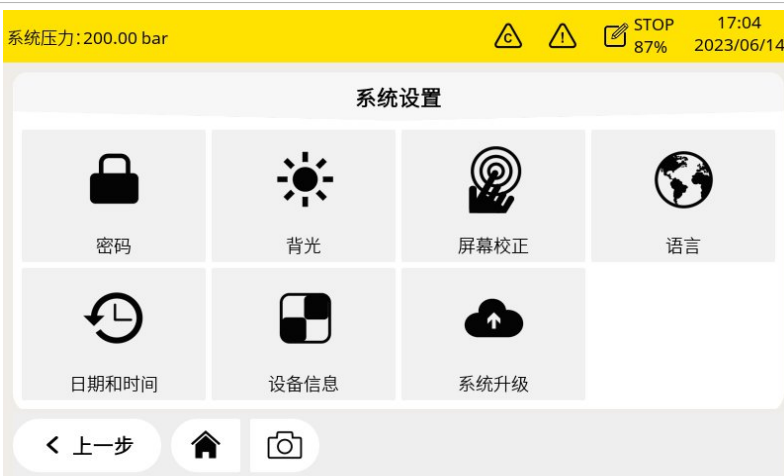 系统压力:200.00 bar
C
!
STOP
87%
17:04
2023/06/14
系统设置
密码
背光
屏幕校正
语言
日期和时间
设备信息
系统升级
上一步